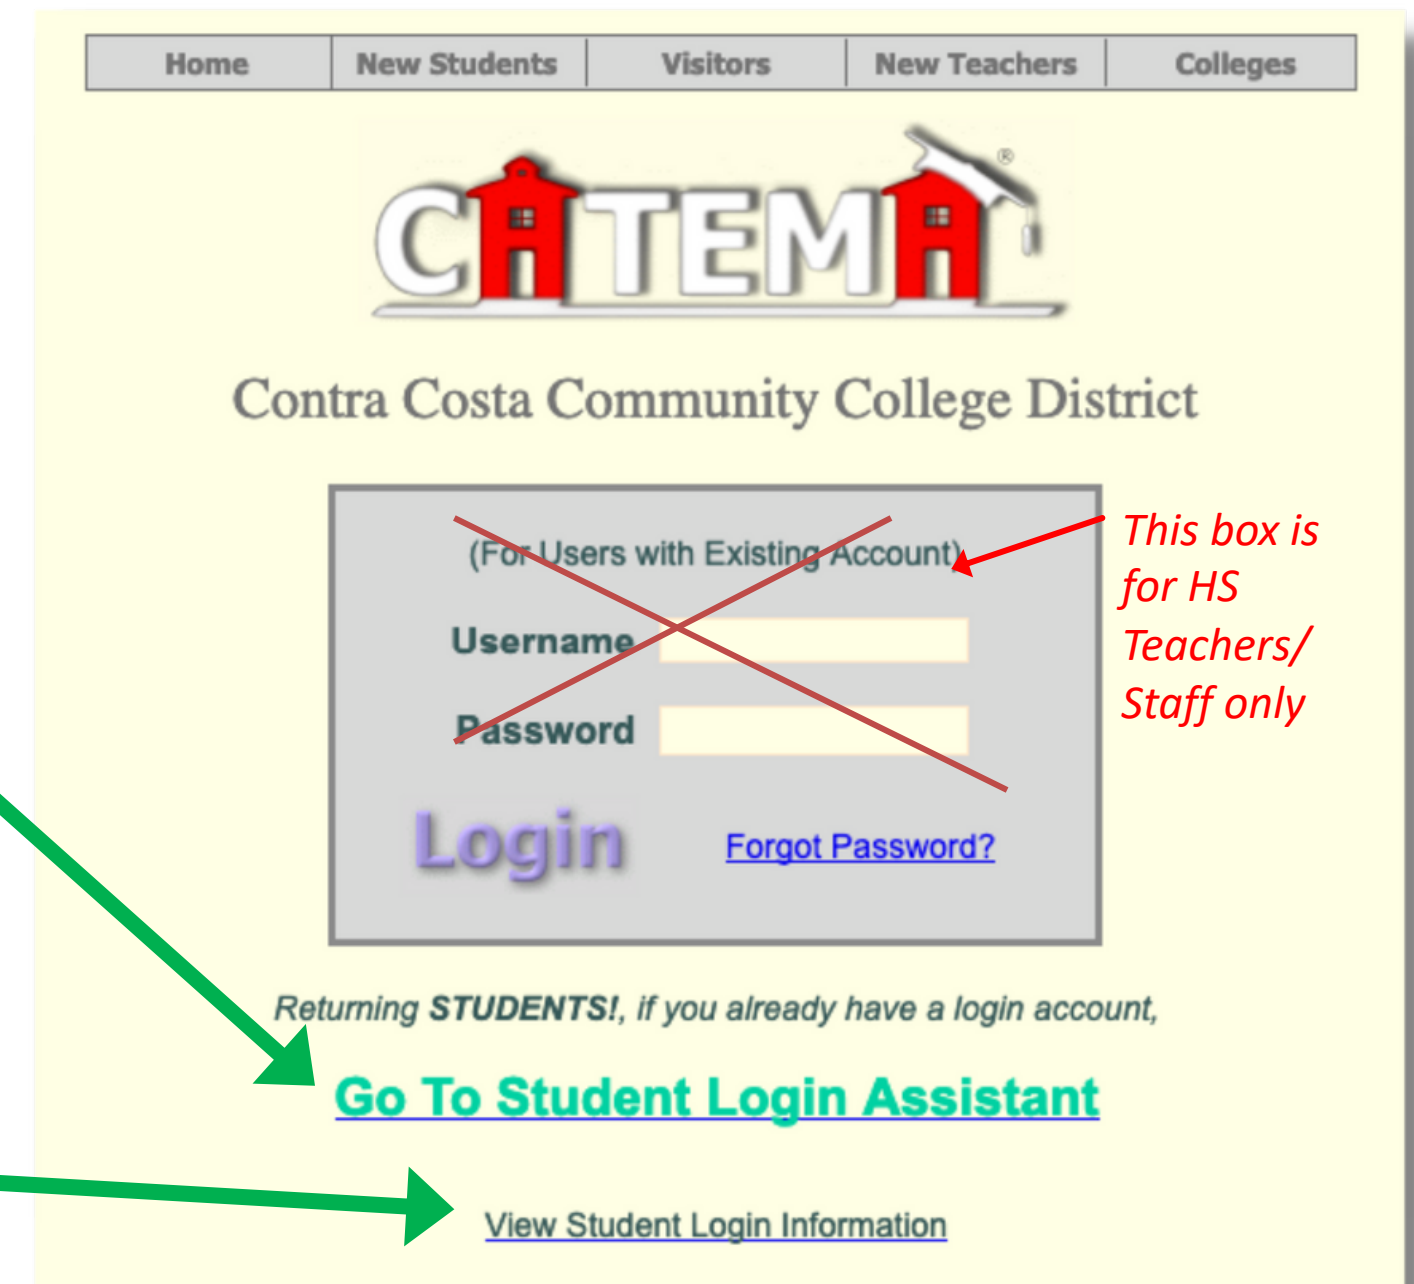 Home New Students Visitors New Teachers Colleges
CATEMA®
Contra Costa Community College District
(For Users with Existing Account)
Username
Password
Login Forgot Password?
This box is
for HS
Teachers/
Staff only
Returning STUDENTS!, if you already have a login account,
Go To Student Login Assistant
View Student Login Information